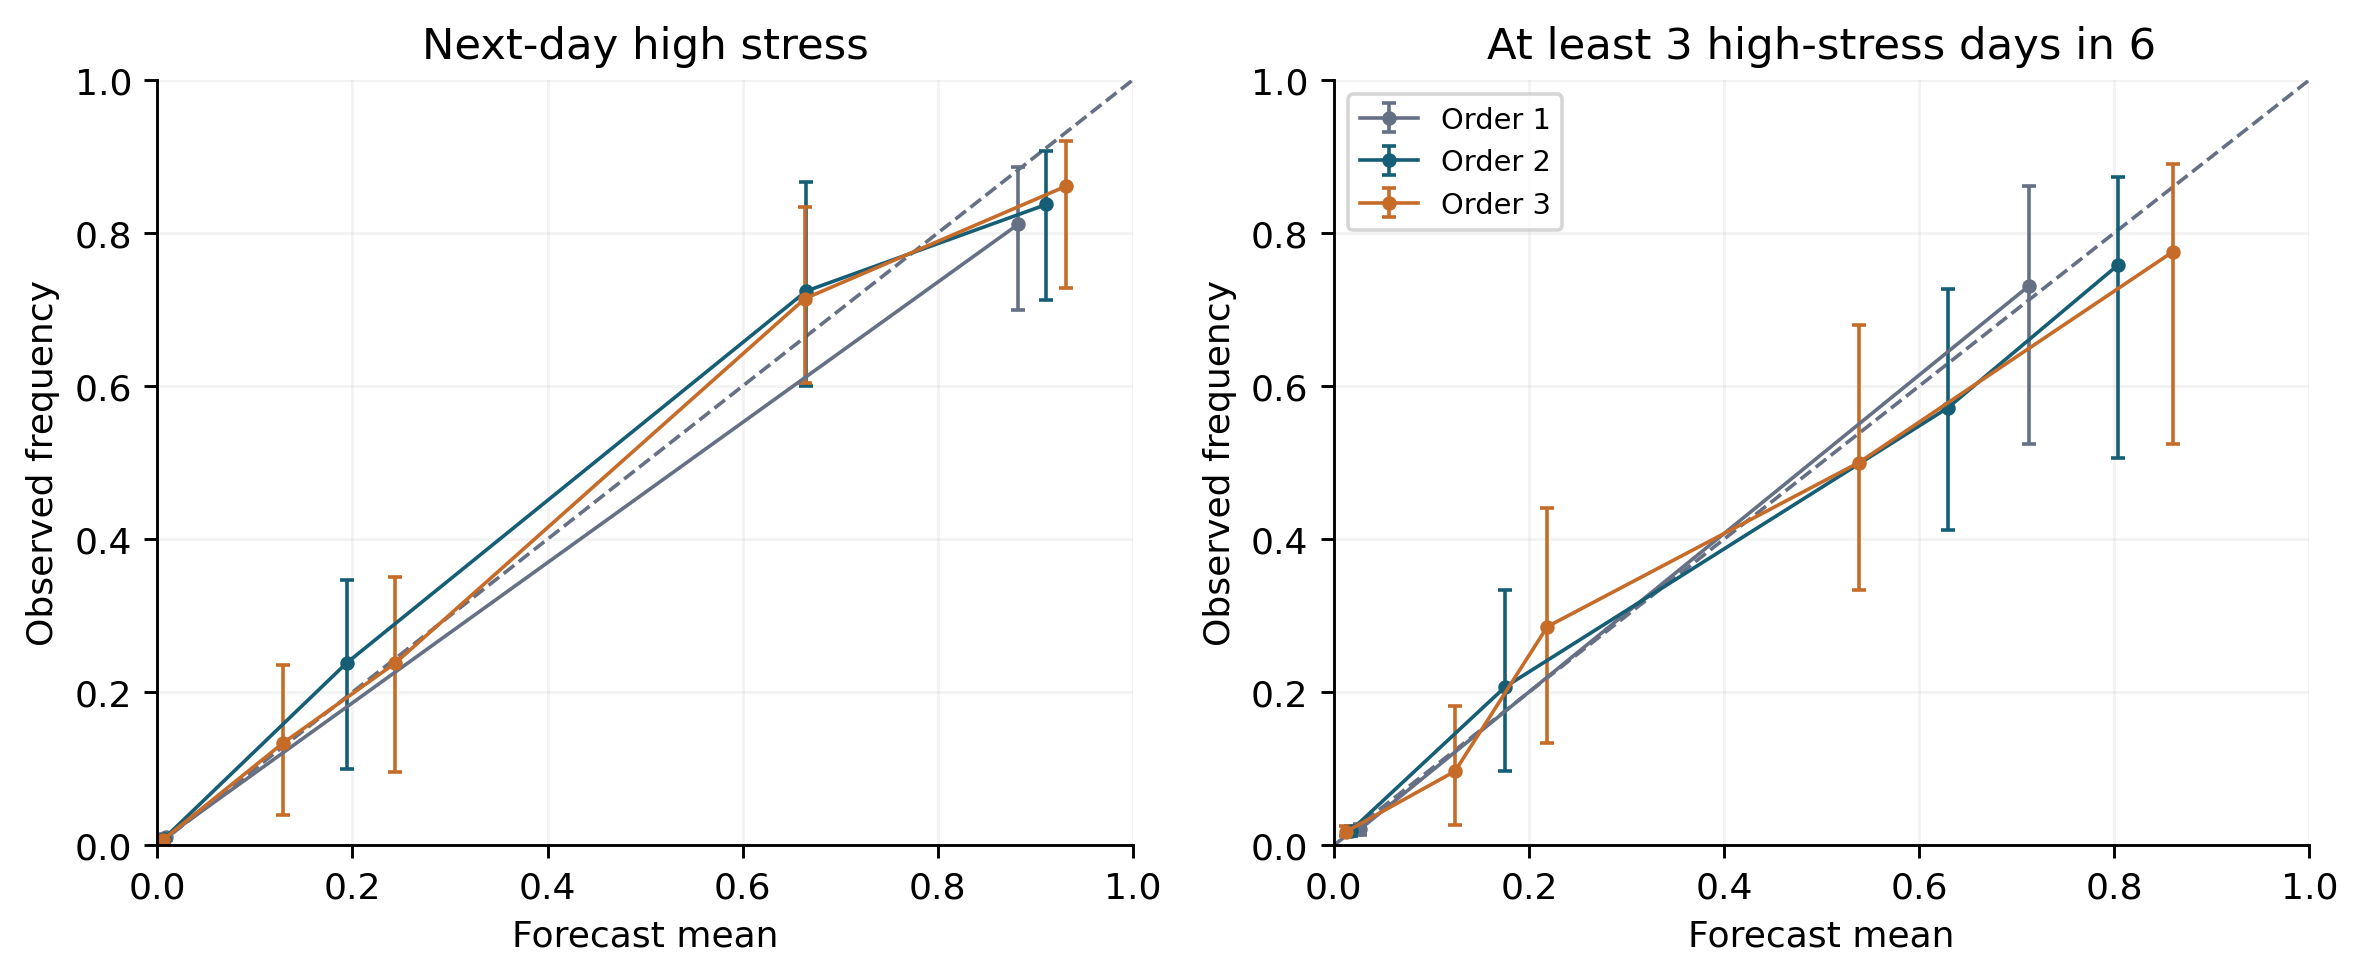 Next-day high stress
1.0
0.8
0.6
0.4
0.2
0.0
Observed frequency
0.0 0.2 0.4 0.6 0.8 1.0
Forecast mean
At least 3 high-stress days in 6
Order 1
Order 2
Order 3
1.0
0.8
0.6
0.4
0.2
0.0
Observed frequency
0.0 0.2 0.4 0.6 0.8 1.0
Forecast mean